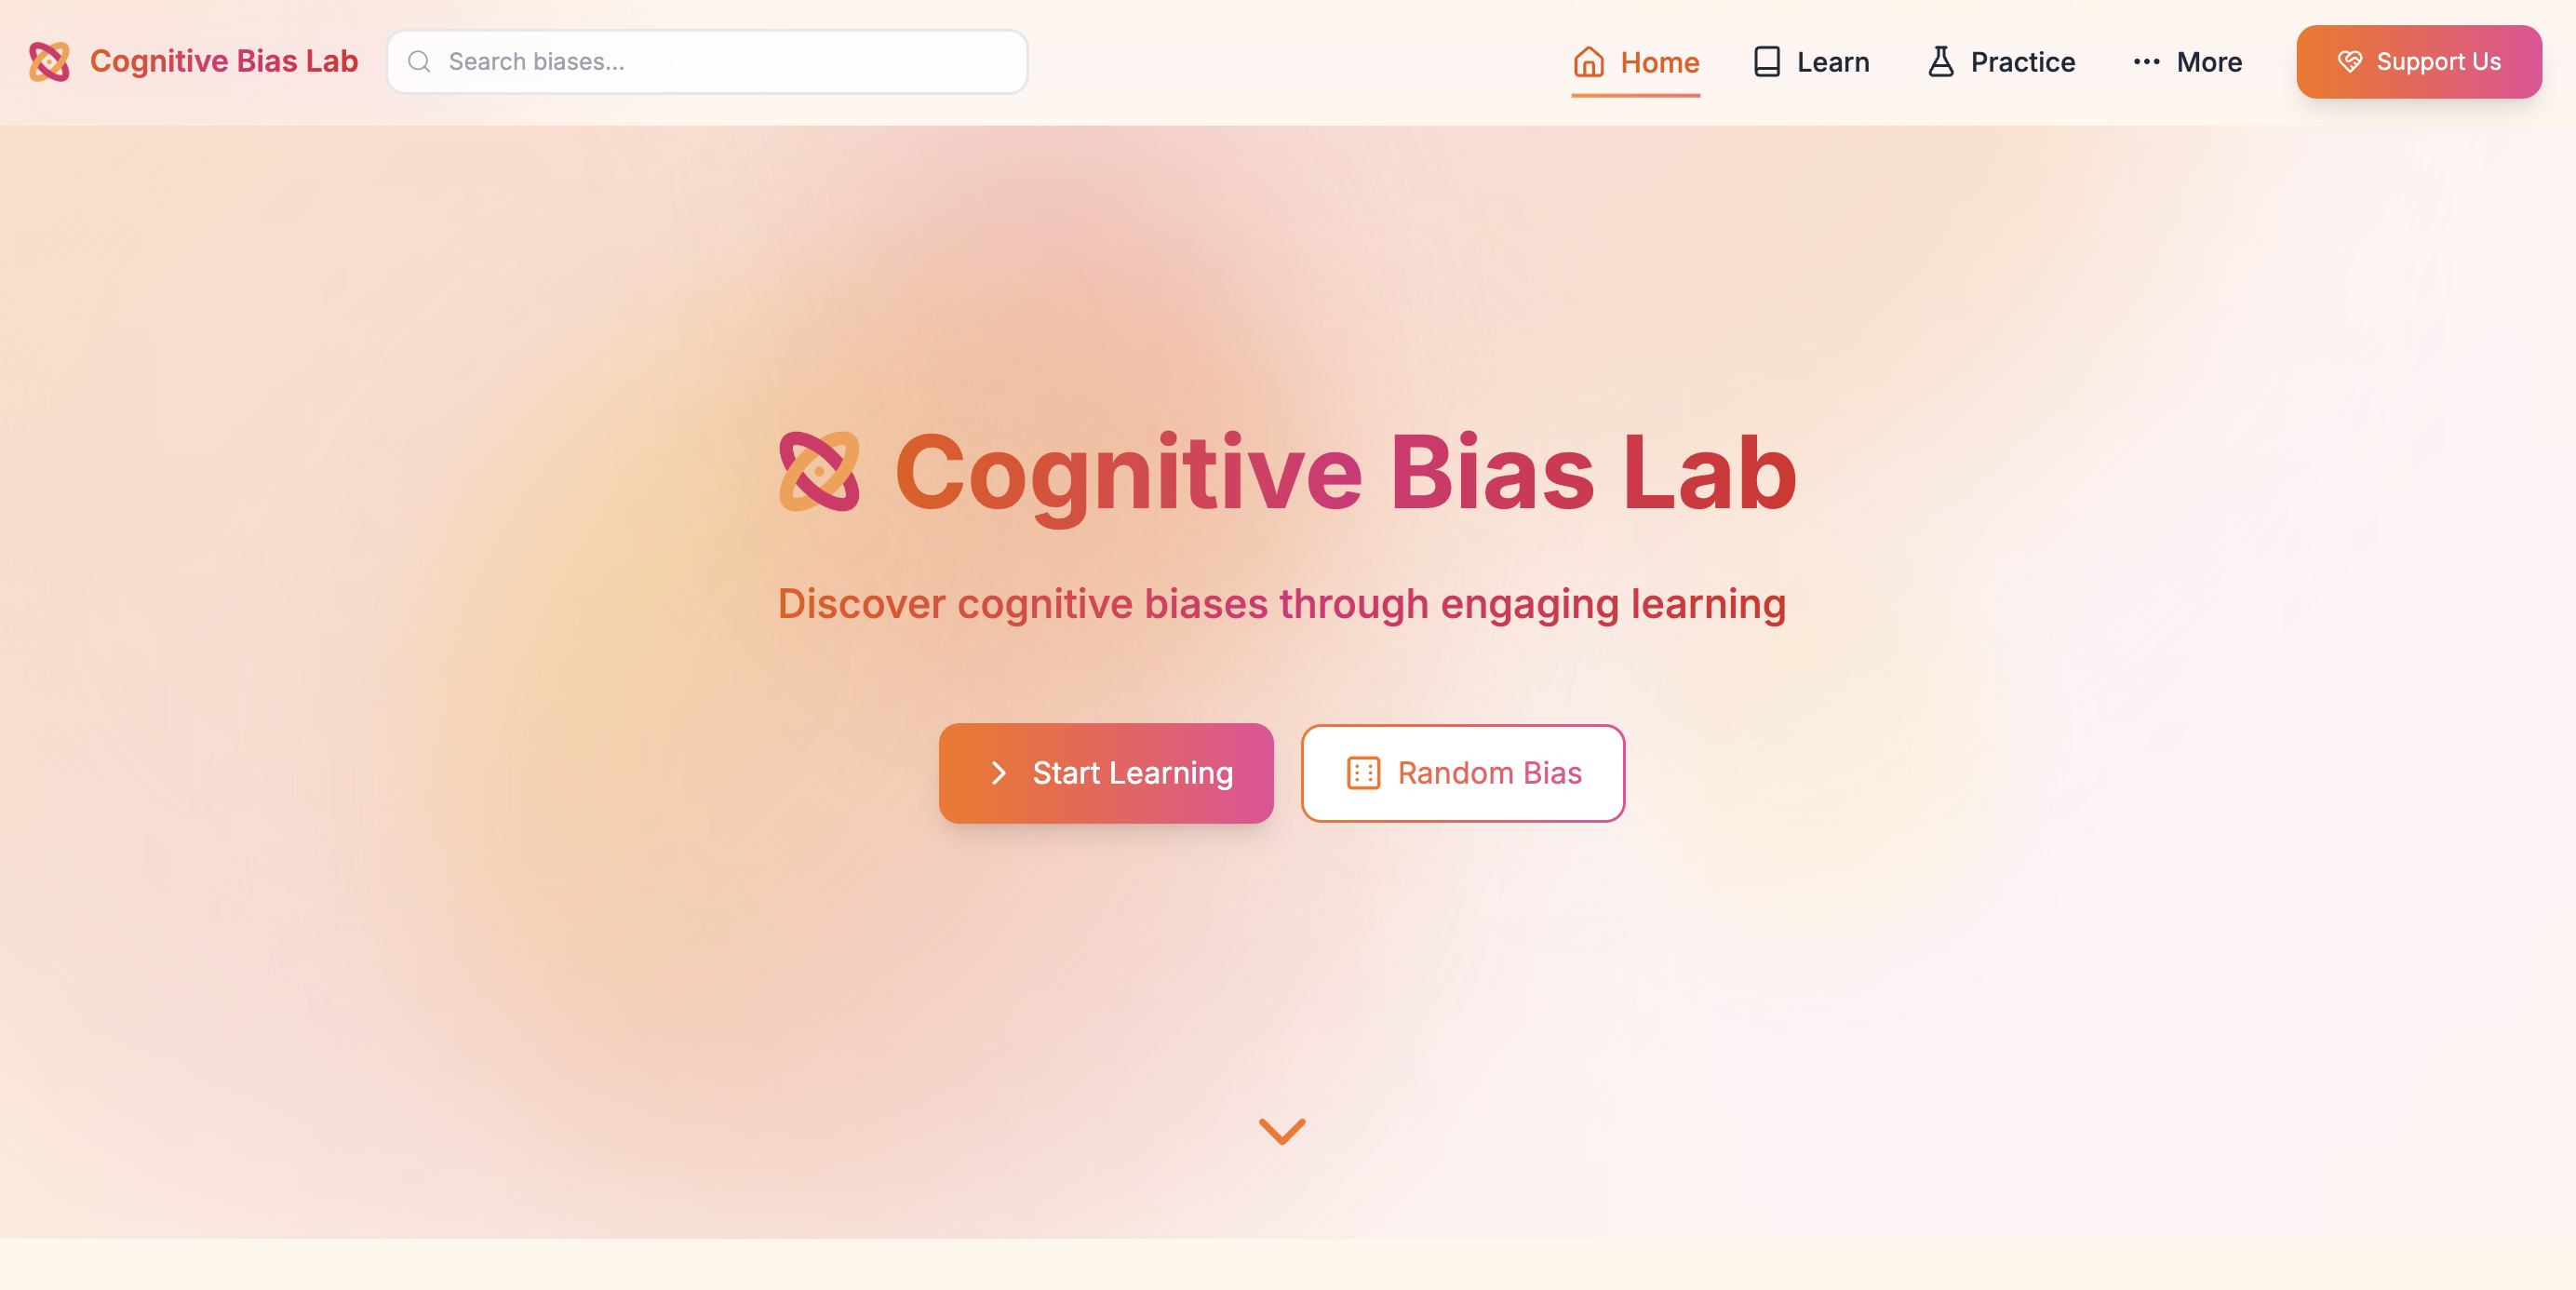 Cognitive Bias Lab
Search biases...
Home
Learn
Practice
More
Support Us
Cognitive Bias Lab
Discover cognitive biases through engaging learning
Start Learning
Random Bias